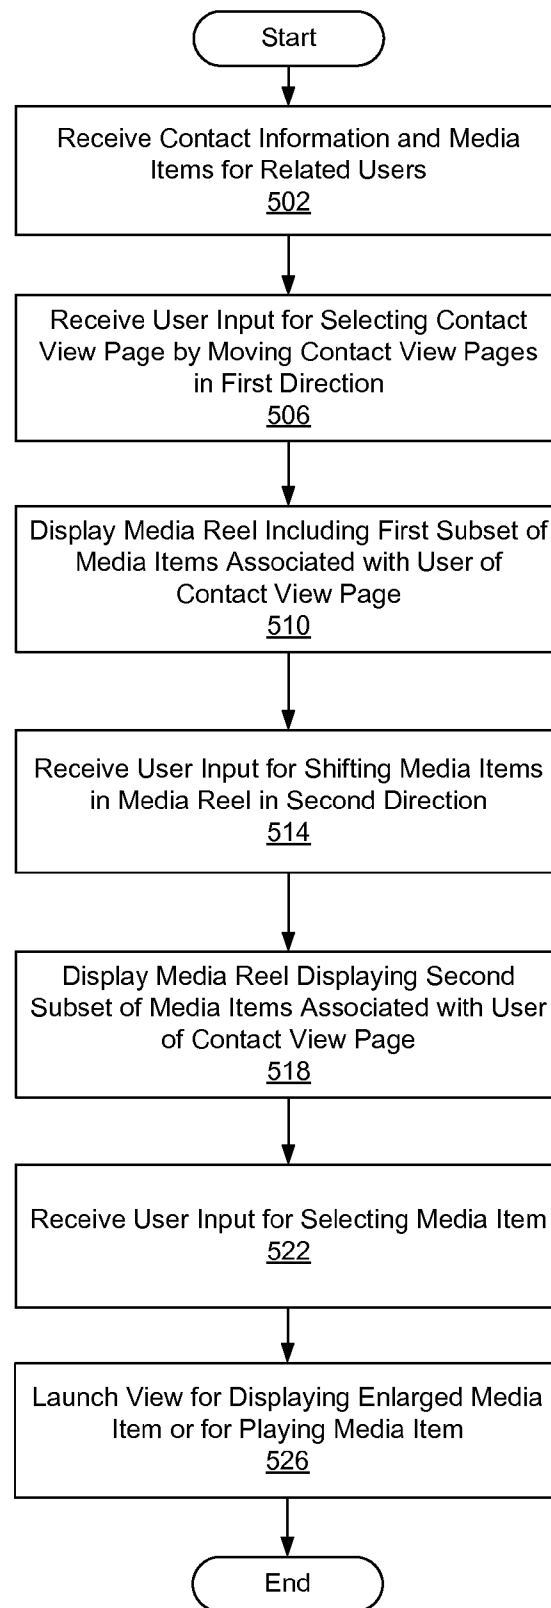 Start
Receive Contact Information and Media
Items for Related Users
502
Receive User Input for Selecting Contact
View Page by Moving Contact View Pages
in First Direction
506
Display Media Reel Including First Subset of
Media Items Associated with User of
Contact View Page
510
Receive User Input for Shifting Media Items
in Media Reel in Second Direction
514
Display Media Reel Displaying Second
Subset of Media Items Associated with User
of Contact View Page
518
Receive User Input for Selecting Media Item
522
Launch View for Displaying Enlarged Media
Item or for Playing Media Item
526
End